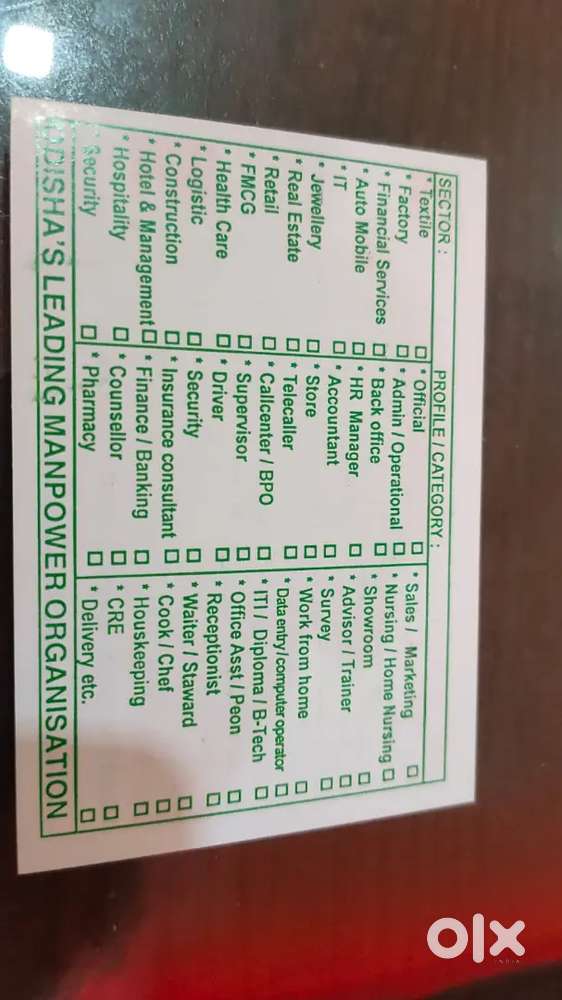 SECTOR :
* Textile
* Factory
* Financial Services
* Auto Mobile
* IT
* Jewellery
* Real Estate
* Retail
* FMCG
* Health Care
* Logistic
* Construction
* Hotel & Management
* Hospitality
* Security
PROFILE / CATEGORY :
* Official
* Admin / Operational
* Back office
* HR Manager
* Accountant
* Store
* Telecaller
* Callcenter / BPO
* Supervisor
* Driver
* Security
* Insurance consultant
* Finance / Banking
* Counsellor
* Pharmacy
* Sales / Marketing
* Nursing / Home Nursing
* Showroom
* Advisor / Trainer
* Survey
* Work from home
* Data entry / computer operator
* ITI / Diploma / B-Tech
* Office Asst / Peon
* Receptionist
* Waiter / Staward
* Cook / Chef
* Houskeeping
* CRE
* Delivery etc.
ODISHA'S LEADING MANPOWER ORGANISATION
olx
INDIA